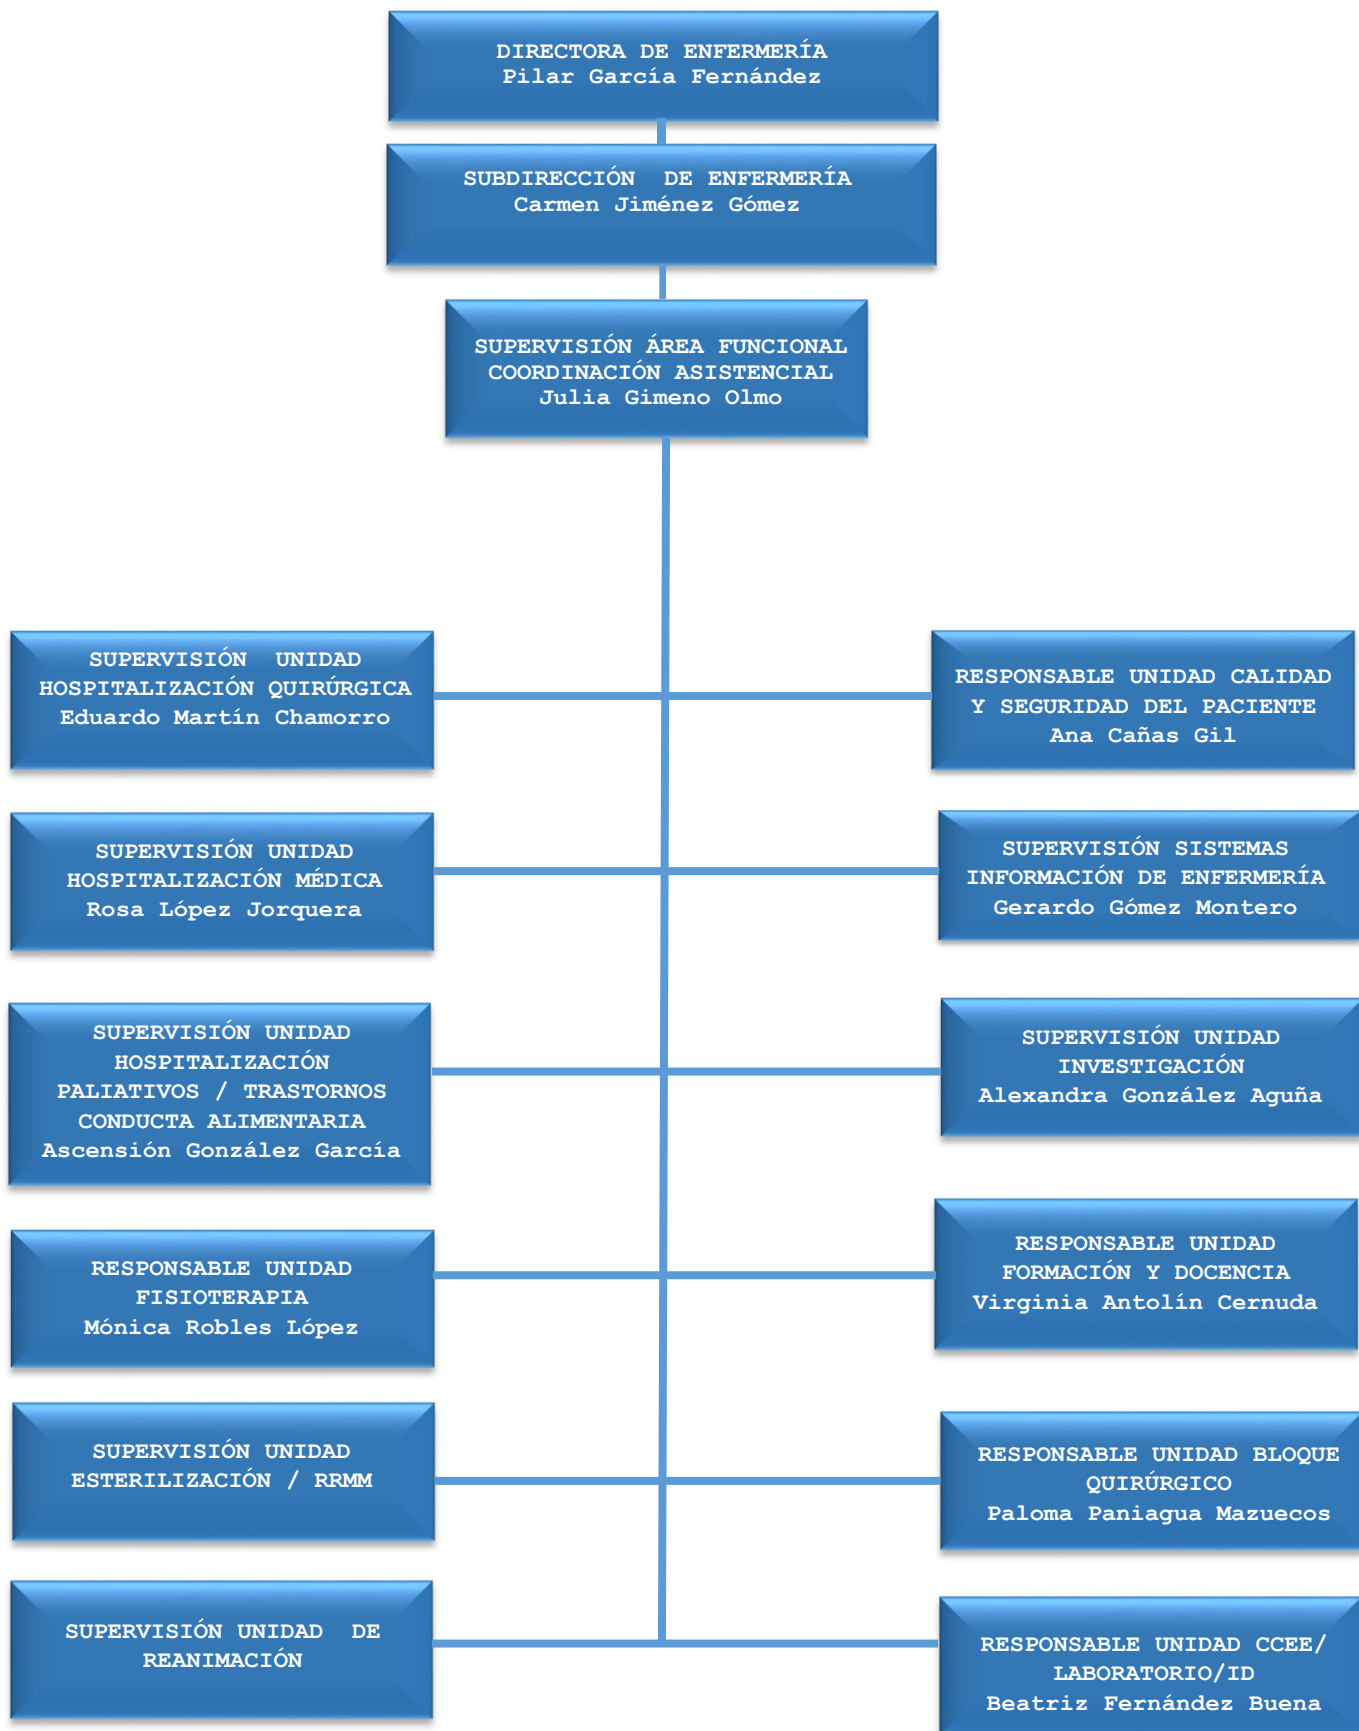 DIRECTORA DE ENFERMERÍA
Pilar García Fernández
SUBDIRECCIÓN DE ENFERMERÍA
Carmen Jiménez Gómez
SUPERVISIÓN ÁREA FUNCIONAL
COORDINACIÓN ASISTENCIAL
Julia Gimeno Olmo
SUPERVISIÓN UNIDAD
HOSPITALIZACIÓN QUIRÚRGICA
Eduardo Martín Chamorro
RESPONSABLE UNIDAD CALIDAD
Y SEGURIDAD DEL PACIENTE
Ana Cañas Gil
SUPERVISIÓN UNIDAD
HOSPITALIZACIÓN MÉDICA
Rosa López Jorquera
SUPERVISIÓN SISTEMAS
INFORMACIÓN DE ENFERMERÍA
Gerardo Gómez Montero
SUPERVISIÓN UNIDAD
HOSPITALIZACIÓN
PALIATIVOS / TRASTORNOS
CONDUCTA ALIMENTARIA
Ascensión González García
SUPERVISIÓN UNIDAD
INVESTIGACIÓN
Alexandra González Aguña
RESPONSABLE UNIDAD
FISIOTERAPIA
Mónica Robles López
RESPONSABLE UNIDAD
FORMACIÓN Y DOCENCIA
Virginia Antolín Cernuda
SUPERVISIÓN UNIDAD
ESTERILIZACIÓN / RRMM
RESPONSABLE UNIDAD BLOQUE
QUIRÚRGICO
Paloma Paniagua Mazuecos
SUPERVISIÓN UNIDAD DE
REANIMACIÓN
RESPONSABLE UNIDAD CCEE/
LABORATORIO/ID
Beatriz Fernández Buena